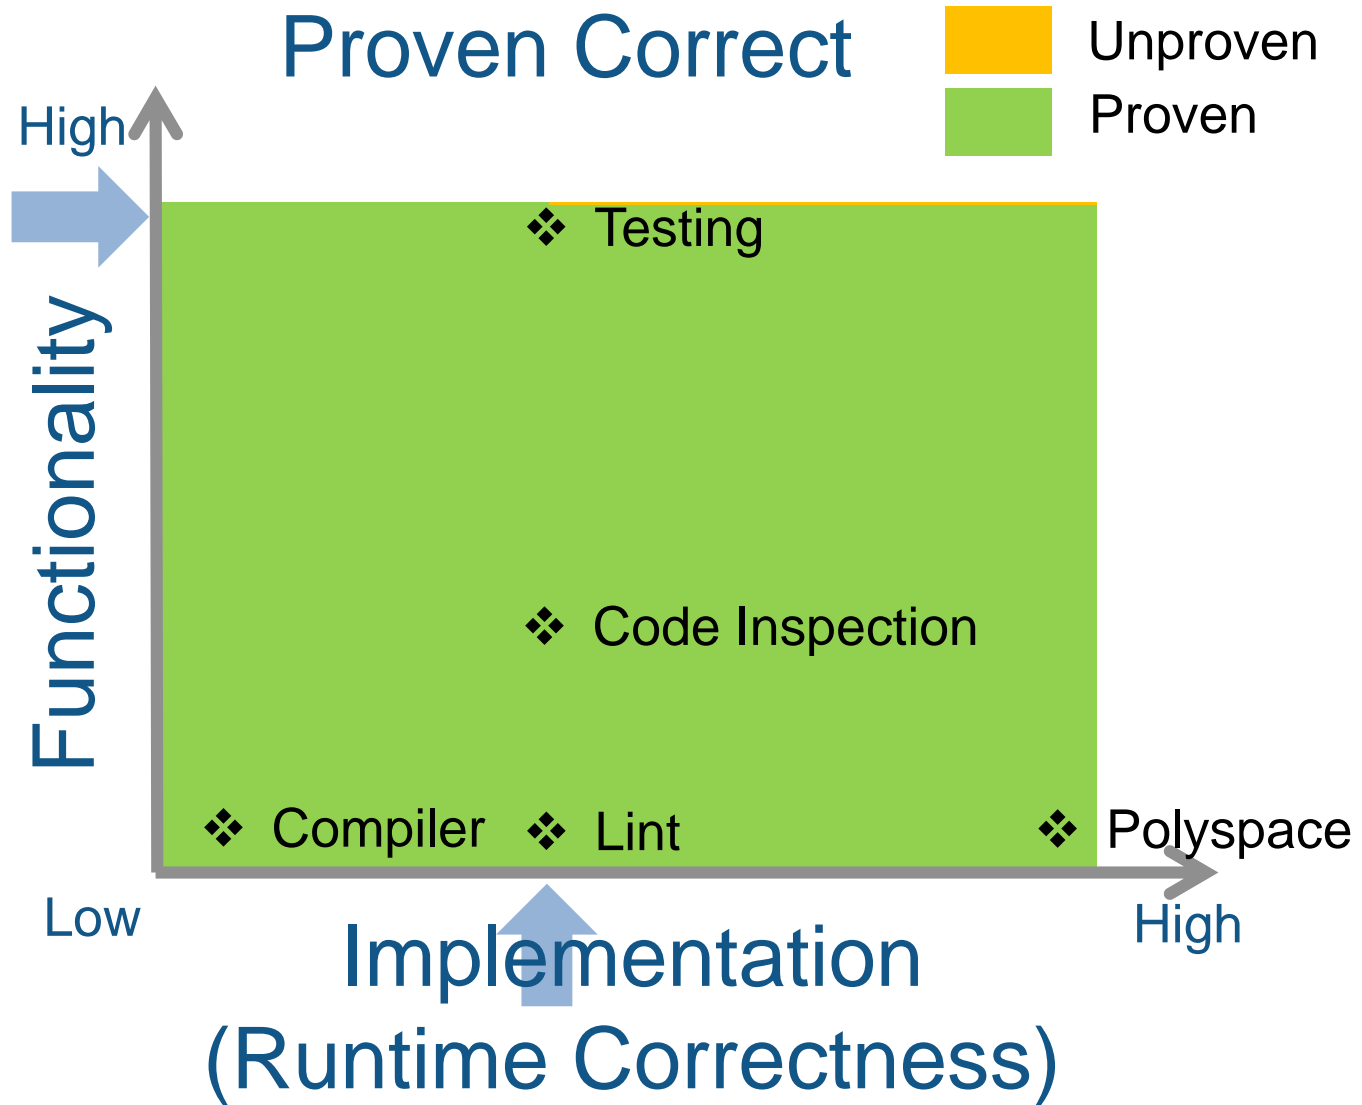 Proven Correct
Unproven
Proven
High
Testing
Functionality
Code Inspection
Compiler
Lint
Polyspace
Low
High
Implementation
(Runtime Correctness)